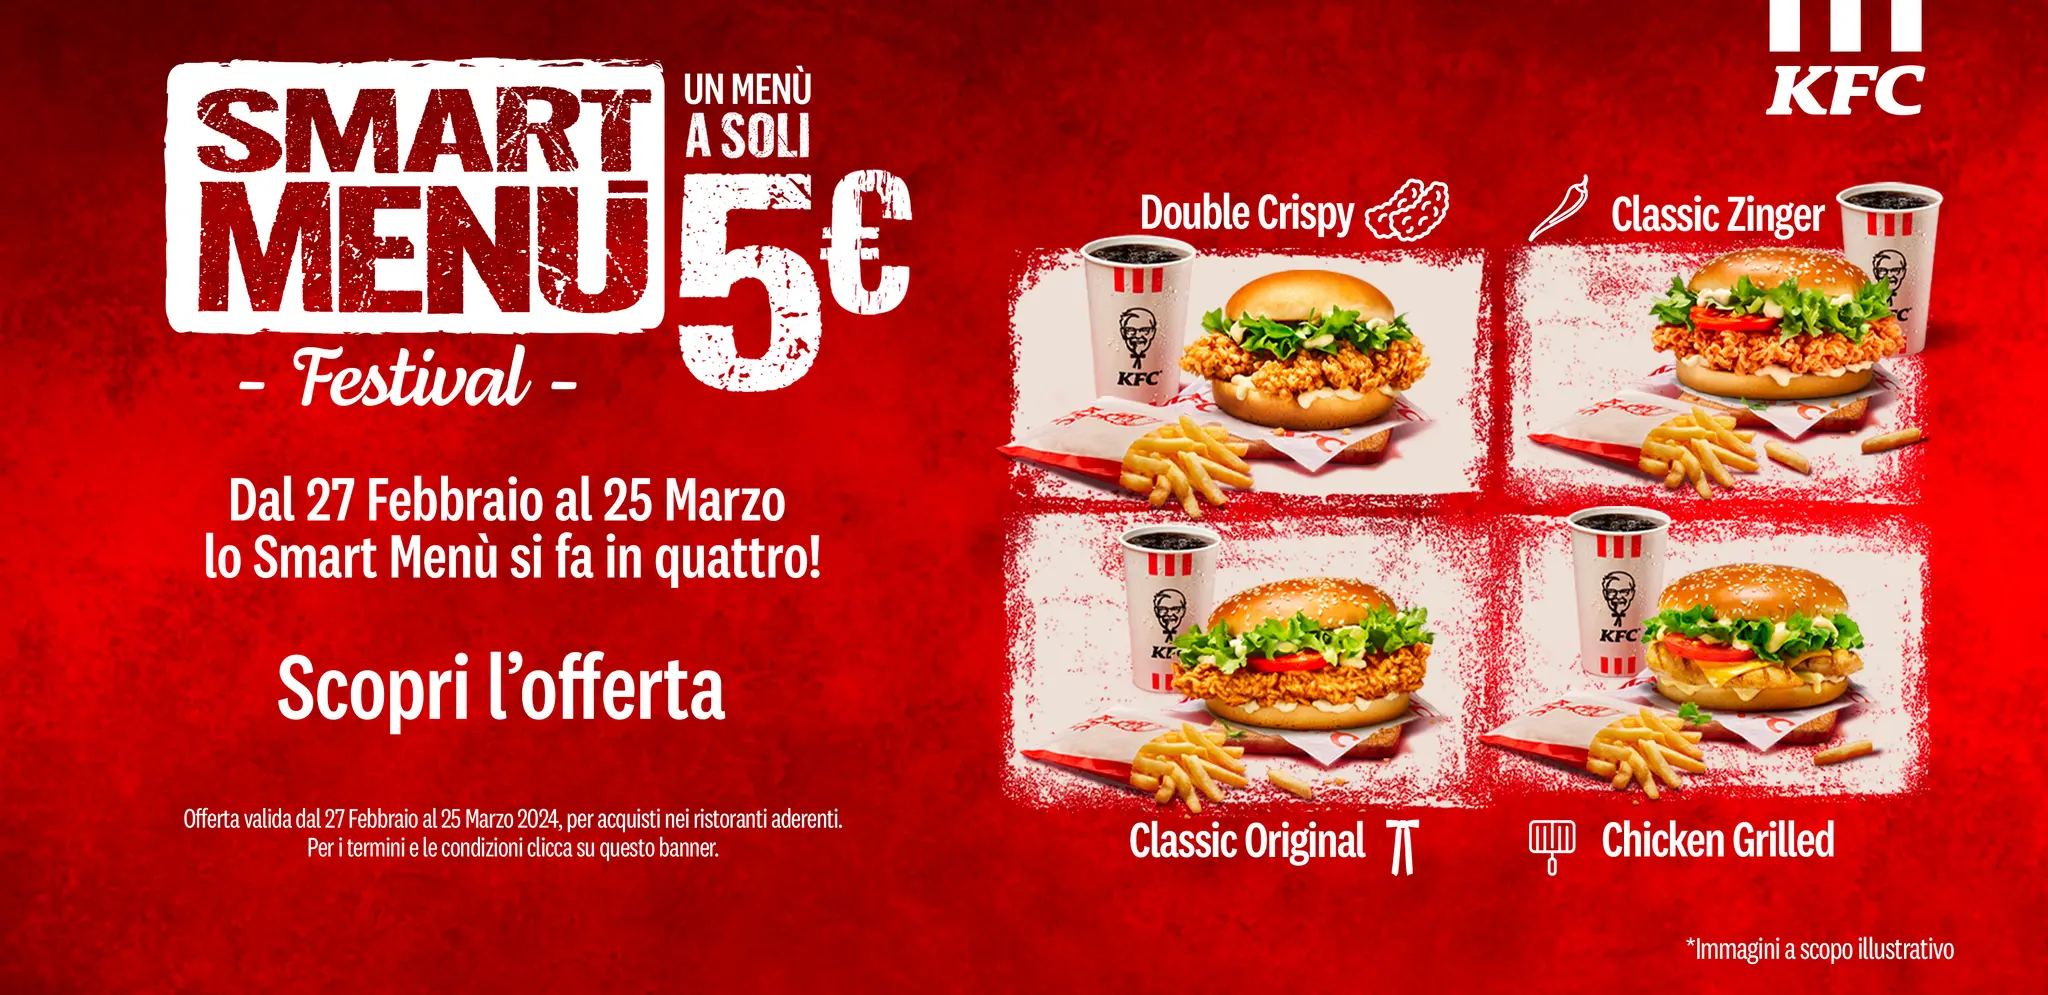 SMART
MENÙ
- Festival -
UN MENÙ
A SOLI
5€
Dal 27 Febbraio al 25 Marzo
lo Smart Menù si fa in quattro!
Scopri l'offerta
Offerta valida dal 27 Febbraio al 25 Marzo 2024, per acquisti nei ristoranti aderenti.
Per i termini e le condizioni clicca su questo banner.
KFC
Double Crispy
Classic Zinger
KFC
KFC
Classic Original
Chicken Grilled
*Immagini a scopo illustrativo